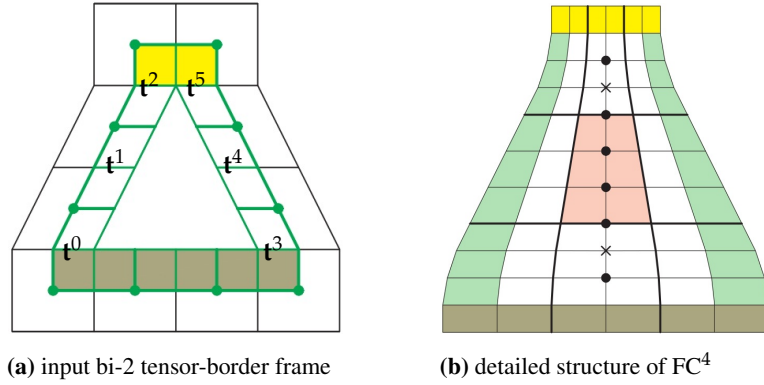 t² t⁵
t¹ t⁴
t⁰ t³
(a) input bi-2 tensor-border frame
(b) detailed structure of FC⁴